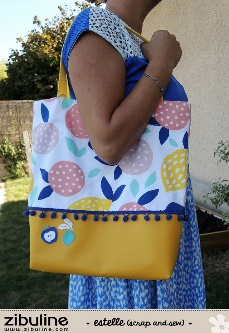 zibuline
www.zibuline.com
- estelle (scrap and sew) -